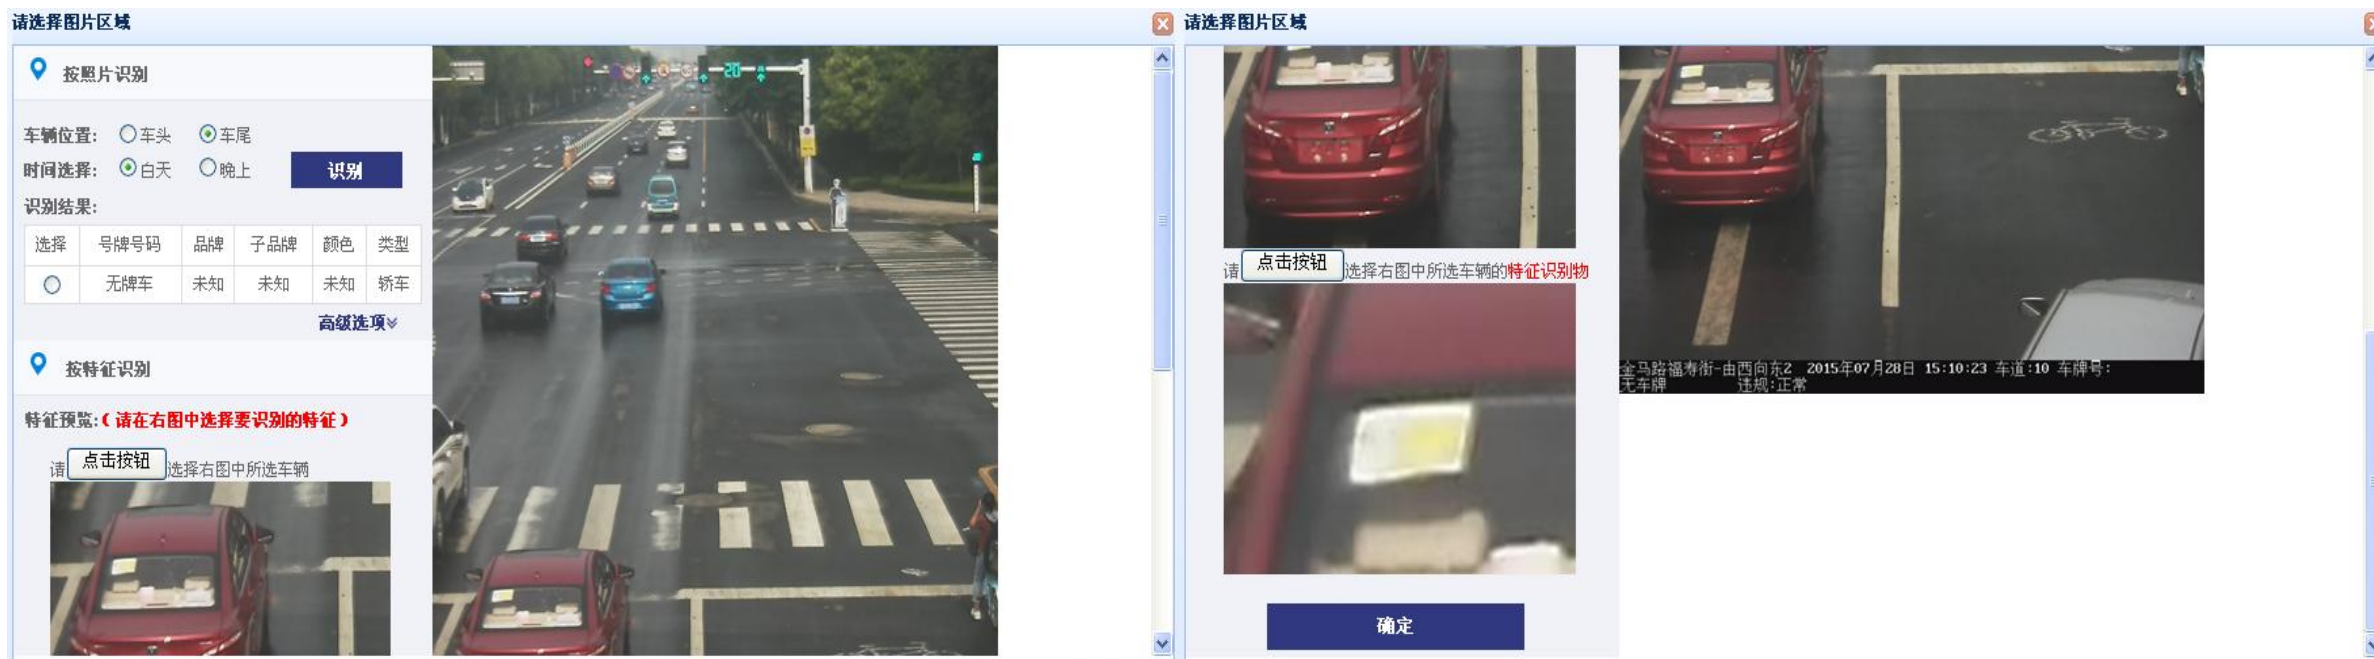 请选择图片区域
按照片识别
车辆位置: 车头 车尾
时间选择: 白天 晚上 识别
识别结果:
选择 号牌号码 品牌 子品牌 颜色 类型
无牌车 未知 未知 未知 轿车
高级选项
按特征识别
特征预览:(请在右图中选择要识别的特征)
请 点击按钮 选择右图中所选车辆
20
请选择图片区域
请 点击按钮 选择右图中所选车辆的特征识别物
确定
金马路福寿街-由西向东2 2015年07月28日 15:10:23 车道:10 车牌号:
无车牌 违规:正常